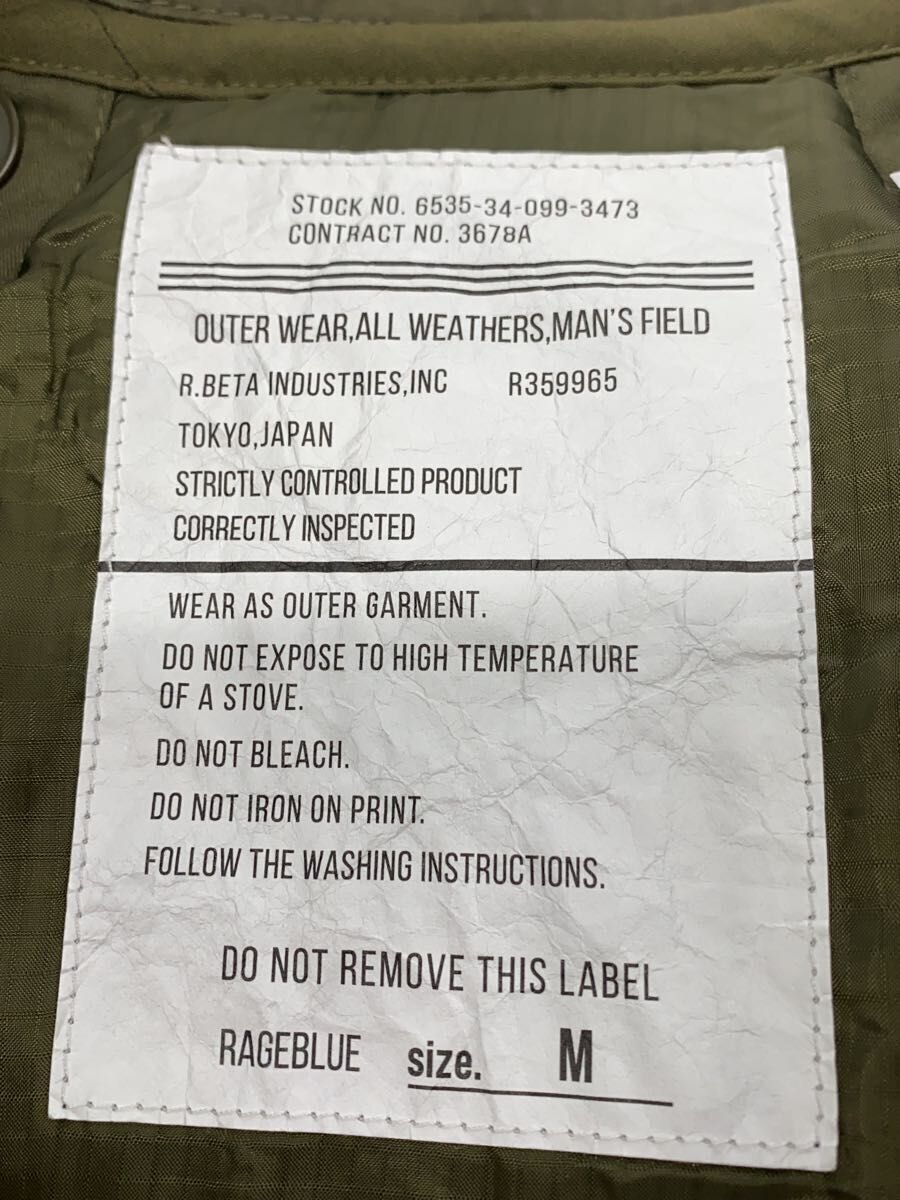 STOCK NO. 6535-34-099-3473
CONTRACT NO. 3678A
OUTER WEAR,ALL WEATHERS,MAN'S FIELD
R.BETA INDUSTRIES,INC R359965
TOKYO,JAPAN
STRICTLY CONTROLLED PRODUCT
CORRECTLY INSPECTED
WEAR AS OUTER GARMENT.
DO NOT EXPOSE TO HIGH TEMPERATURE
OF A STOVE.
DO NOT BLEACH.
DO NOT IRON ON PRINT.
FOLLOW THE WASHING INSTRUCTIONS.
DO NOT REMOVE THIS LABEL
RAGEBLUE size. M